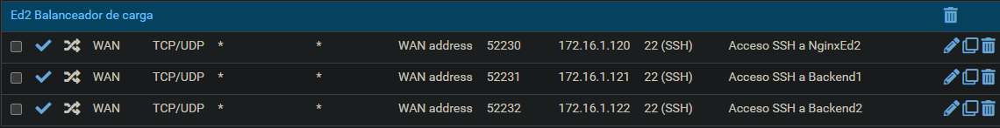 Ed2 Balanceador de carga
WAN TCP/UDP * * WAN address 52230 172.16.1.120 22 (SSH) Acceso SSH a NginxEd2
WAN TCP/UDP * * WAN address 52231 172.16.1.121 22 (SSH) Acceso SSH a Backend1
WAN TCP/UDP * * WAN address 52232 172.16.1.122 22 (SSH) Acceso SSH a Backend2